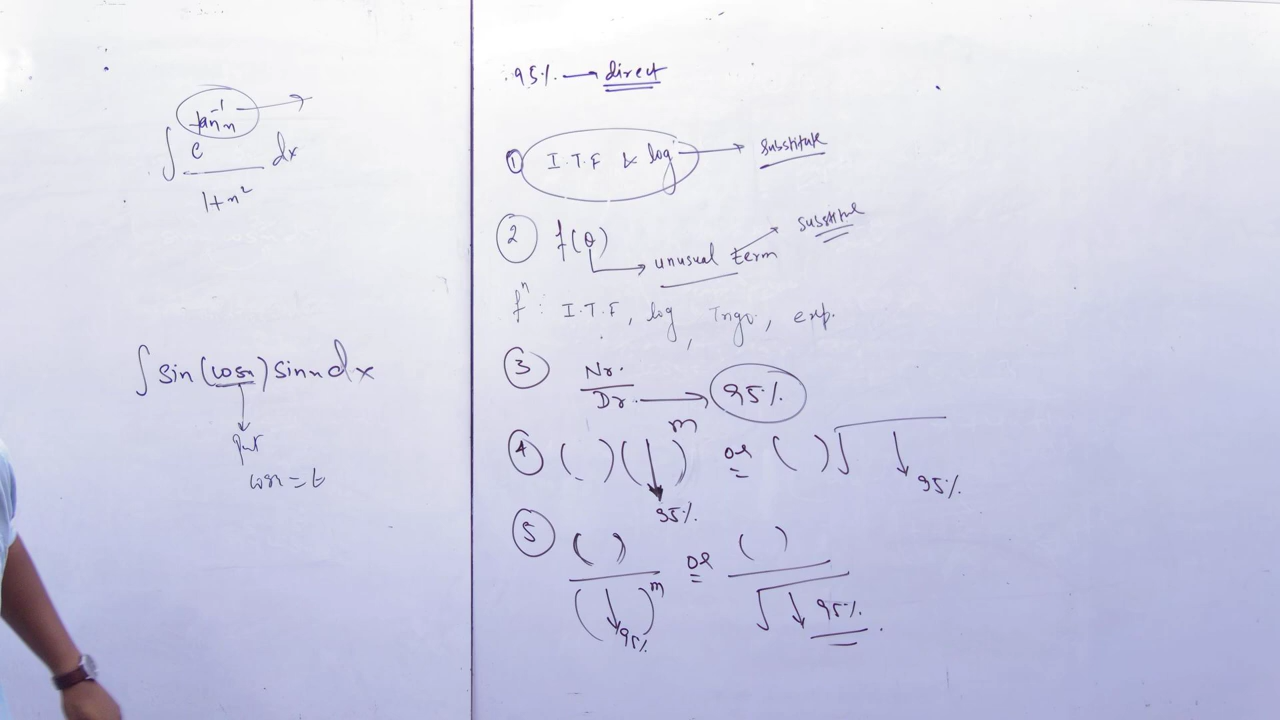 ∫ e^(tan⁻¹x) / (1+x²) dx
∫ sin(cosx) sinx dx
put
cosx = t
95% → direct
① I.T.F & log → substitute
② f(θ) → unusual term → substitute
fⁿ: I.T.F, log, Trigo, exp.
③ Nr. / Dr. → 95%
④ ( ) ( )ᵐ or ( ) √
95% 95%
⑤ ( ) / ( )ᵐ or ( ) / √
95% 95%